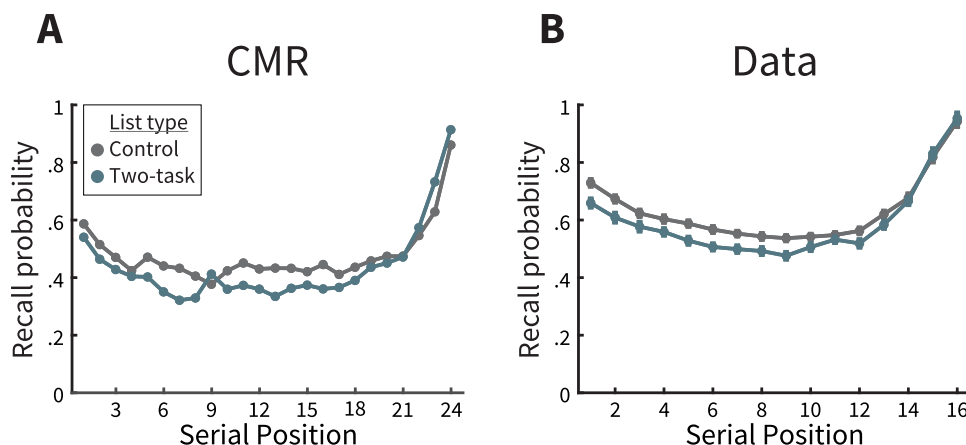 A
CMR
Recall probability
1
.8
.6
.4
.2
0
List type
Control
Two-task
3 6 9 12 15 18 21 24
Serial Position
B
Data
Recall probability
1
.8
.6
.4
.2
0
2 4 6 8 10 12 14 16
Serial Position